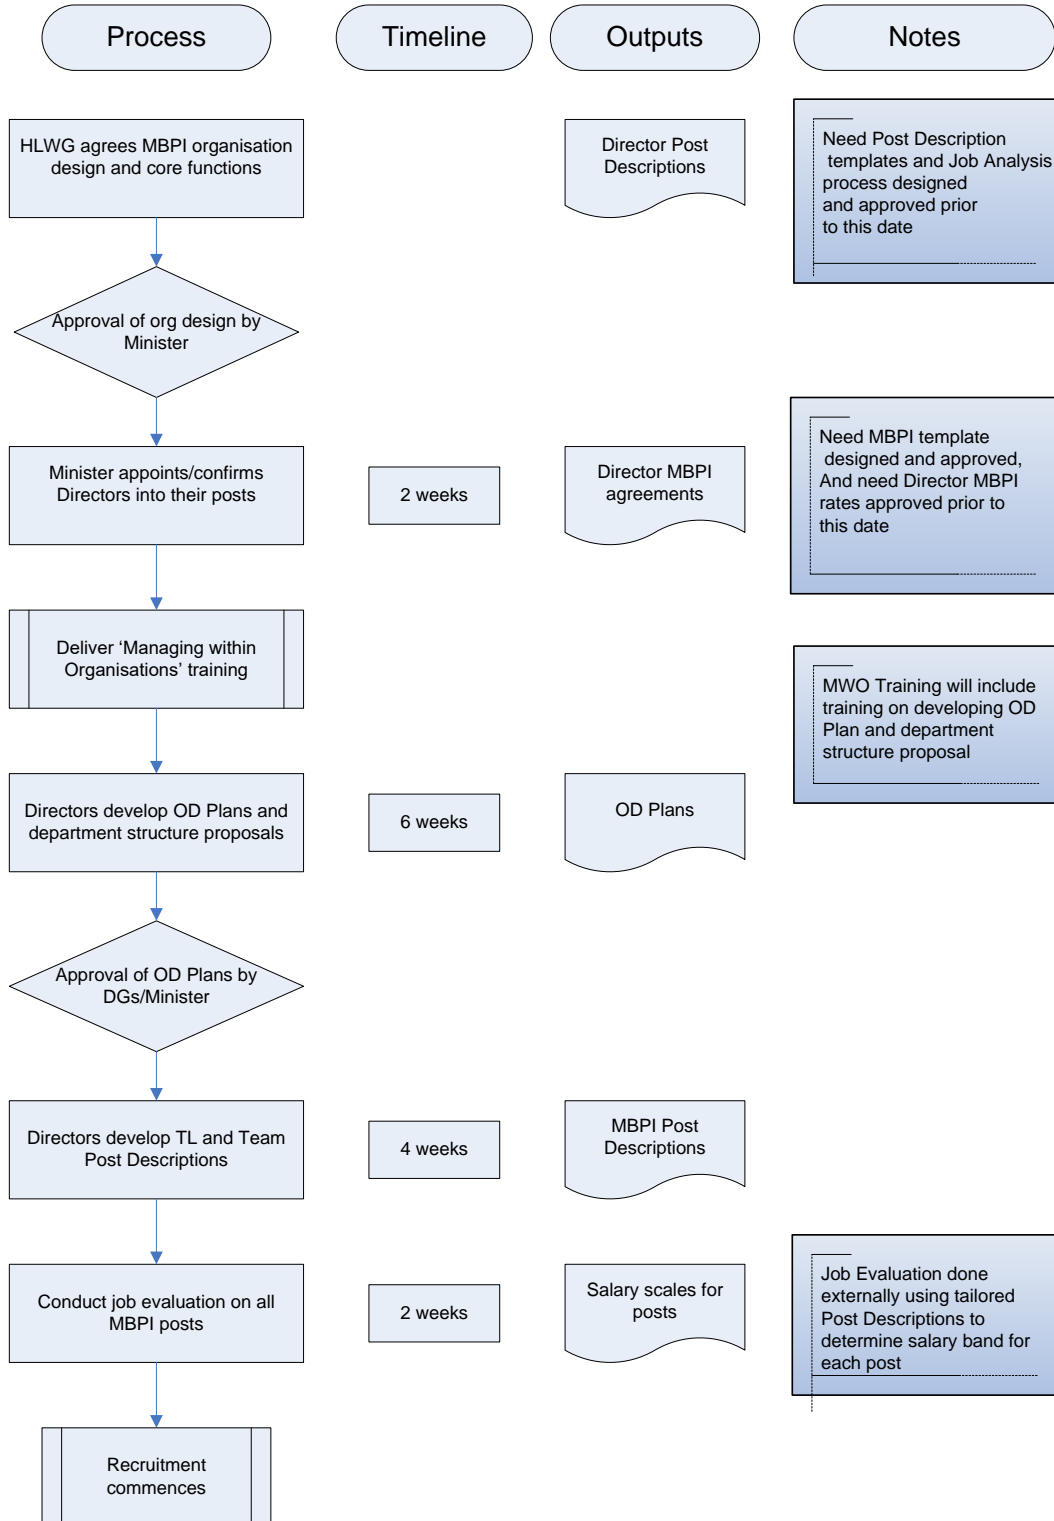 Process
Timeline
Outputs
Notes
HLWG agrees MBPI organisation
design and core functions
Director Post
Descriptions
Need Post Description
templates and Job Analysis
process designed
and approved prior
to this date
Approval of org design by
Minister
Minister appoints/confirms
Directors into their posts
2 weeks
Director MBPI
agreements
Need MBPI template
designed and approved,
And need Director MBPI
rates approved prior to
this date
Deliver ‘Managing within
Organisations’ training
MWO Training will include
training on developing OD
Plan and department
structure proposal
Directors develop OD Plans and
department structure proposals
6 weeks
OD Plans
Approval of OD Plans by
DGs/Minister
Directors develop TL and Team
Post Descriptions
4 weeks
MBPI Post
Descriptions
Conduct job evaluation on all
MBPI posts
2 weeks
Salary scales for
posts
Job Evaluation done
externally using tailored
Post Descriptions to
determine salary band for
each post
Recruitment
commences